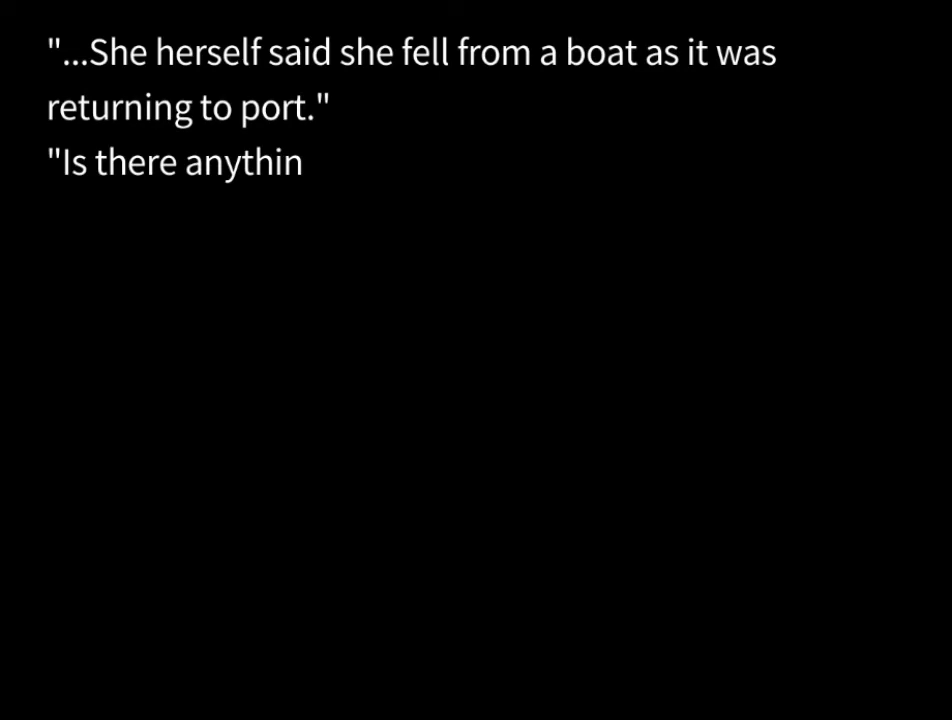 "...She herself said she fell from a boat as it was
returning to port."
"Is there anythin